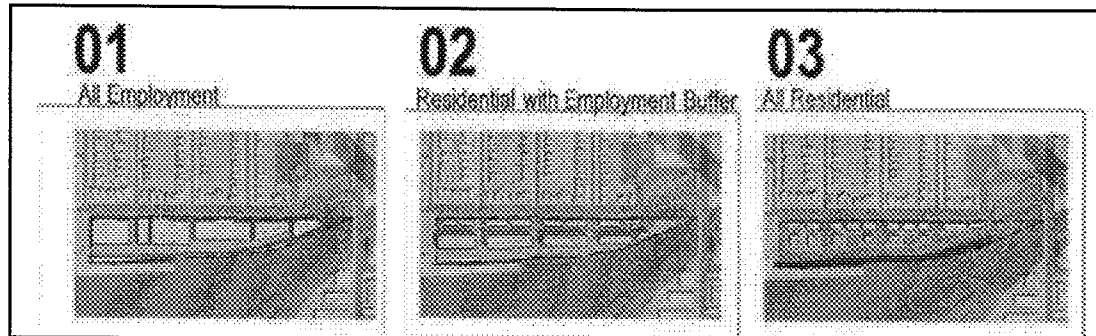 01
All Employment
02
Residential with Employment Buffer
03
All Residential